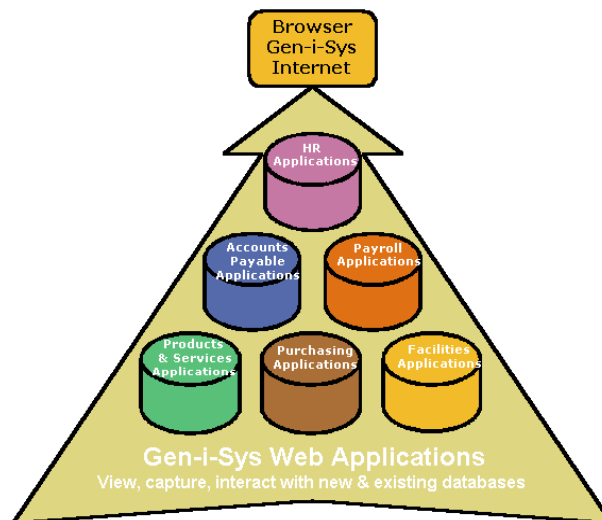 Browser
Gen-i-Sys
Internet
HR
Applications
Accounts
Payable
Applications
Payroll
Applications
Products
& Services
Applications
Purchasing
Applications
Facilities
Applications
Gen-i-Sys Web Applications
View, capture, interact with new & existing databases